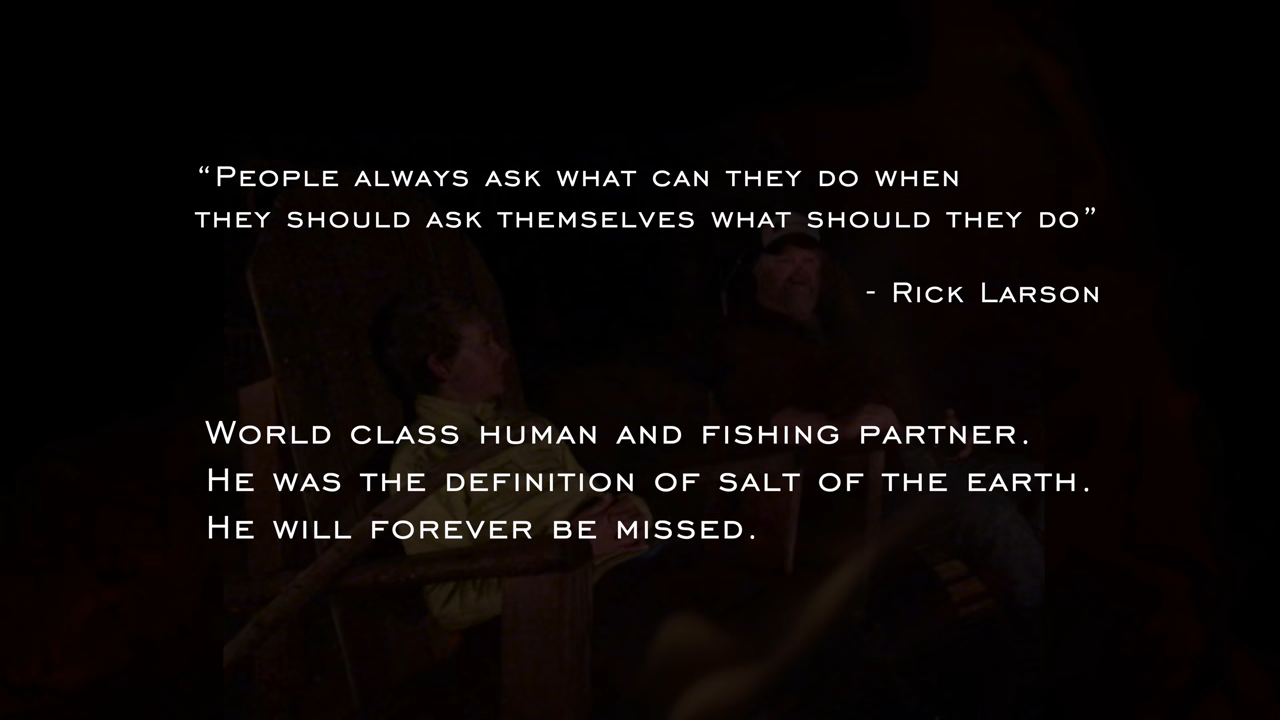 “People always ask what can they do when
they should ask themselves what should they do”
- Rick Larson
World class human and fishing partner.
He was the definition of salt of the earth.
He will forever be missed.